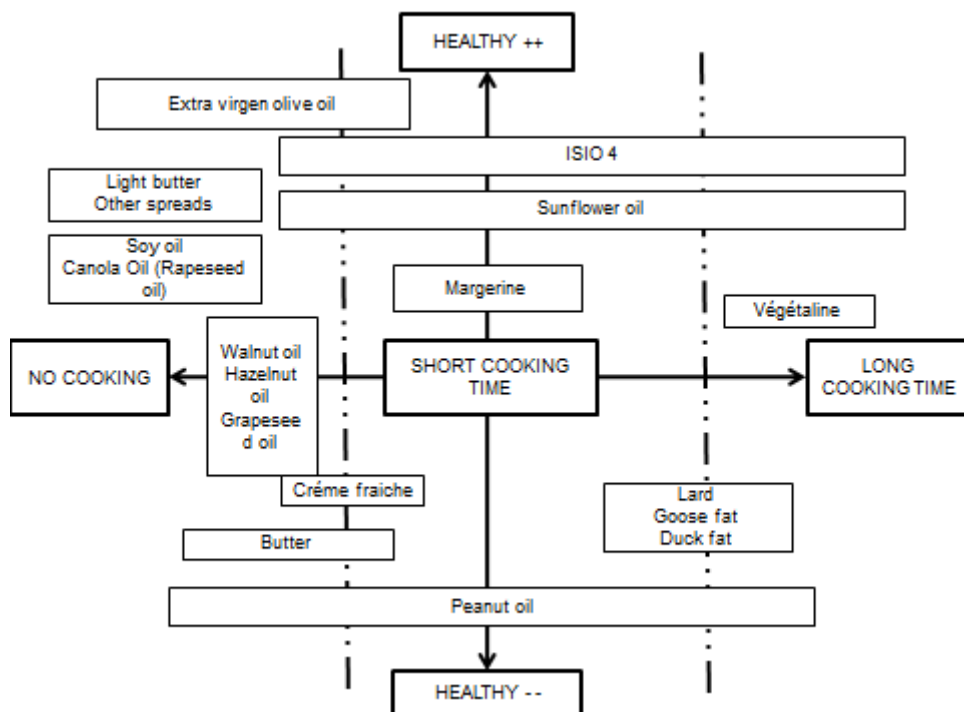 HEALTHY ++
Extra virgen olive oil
ISIO 4
Light butter
Other spreads
Sunflower oil
Soy oil
Canola Oil (Rapeseed
oil)
Margerine
Végétaline
NO COOKING
Walnut oil
Hazelnut
oil
Grapesee
d oil
SHORT COOKING
TIME
LONG
COOKING TIME
Créme fraiche
Lard
Goose fat
Duck fat
Butter
Peanut oil
HEALTHY - -